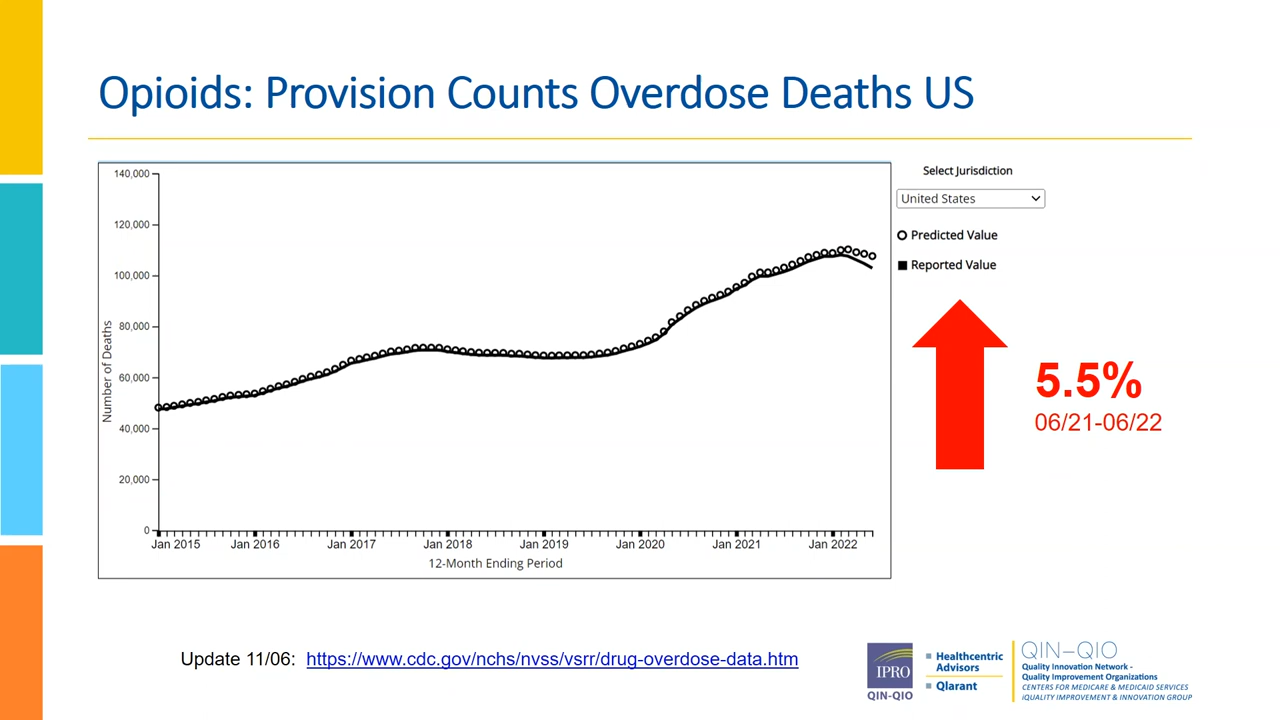 Opioids: Provision Counts Overdose Deaths US
140,000
120,000
100,000
80,000
60,000
40,000
20,000
0
Number of Deaths
Jan 2015 Jan 2016 Jan 2017 Jan 2018 Jan 2019 Jan 2020 Jan 2021 Jan 2022
12-Month Ending Period
Select Jurisdiction
United States
Predicted Value
Reported Value
5.5%
06/21-06/22
Update 11/06: https://www.cdc.gov/nchs/nvss/vsrr/drug-overdose-data.htm
IPRO
QIN-QIO
Healthcentric
Advisors
Qlarant
QIN–QIO
Quality Innovation Network -
Quality Improvement Organizations
CENTERS FOR MEDICARE & MEDICAID SERVICES
iQUALITY IMPROVEMENT & INNOVATION GROUP